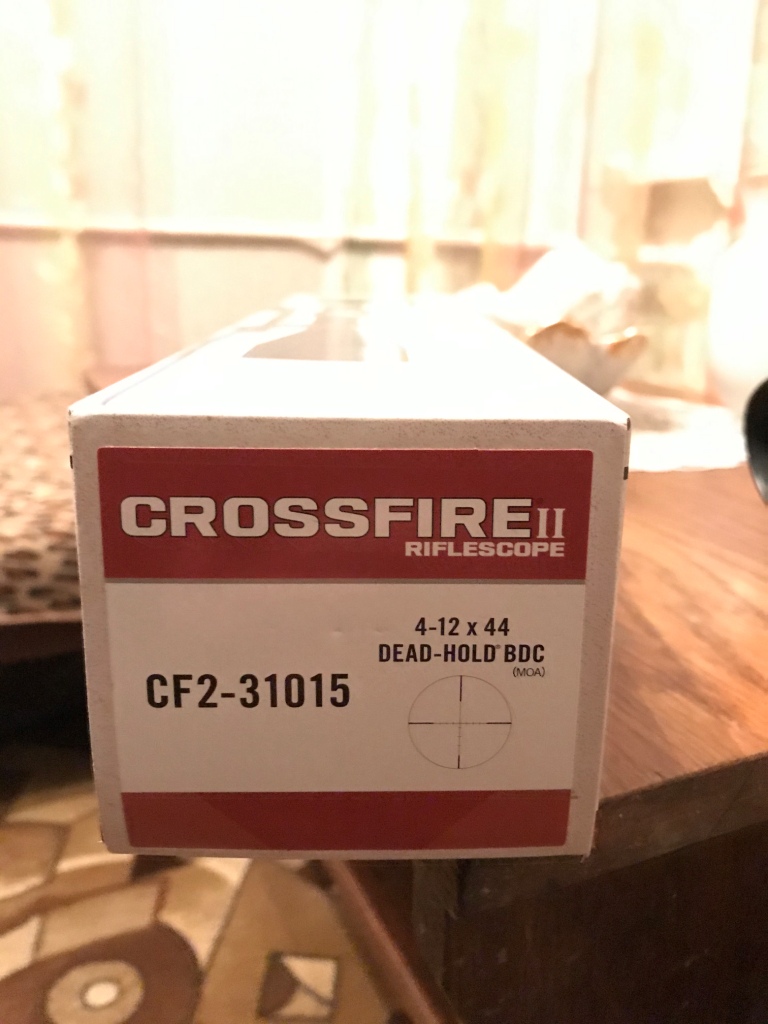 CROSSFIRE II
RIFLESCOPE
4-12 x 44
DEAD-HOLD® BDC
(MOA)
CF2-31015